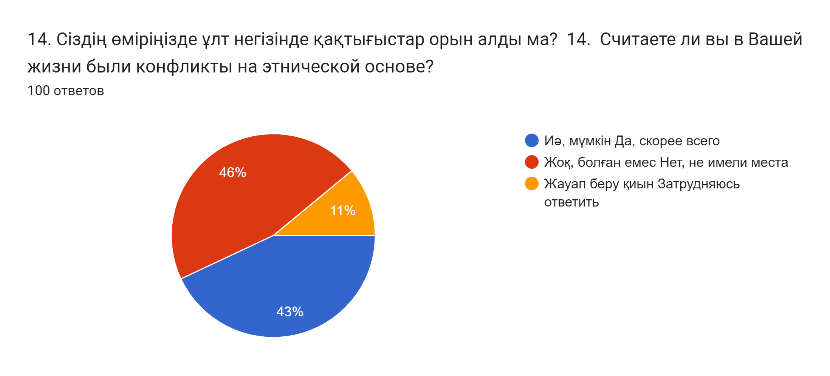 14. Сіздің өміріңізде ұлт негізінде қақтығыстар орын алды ма?  14.  Считаете ли вы в Вашей
жизни были конфликты на этнической основе?
100 ответов
Иә, мүмкін Да, скорее всего
Жоқ, болған емес Нет, не имели места
Жауап беру қиын Затрудняюсь
ответить
46%
11%
43%